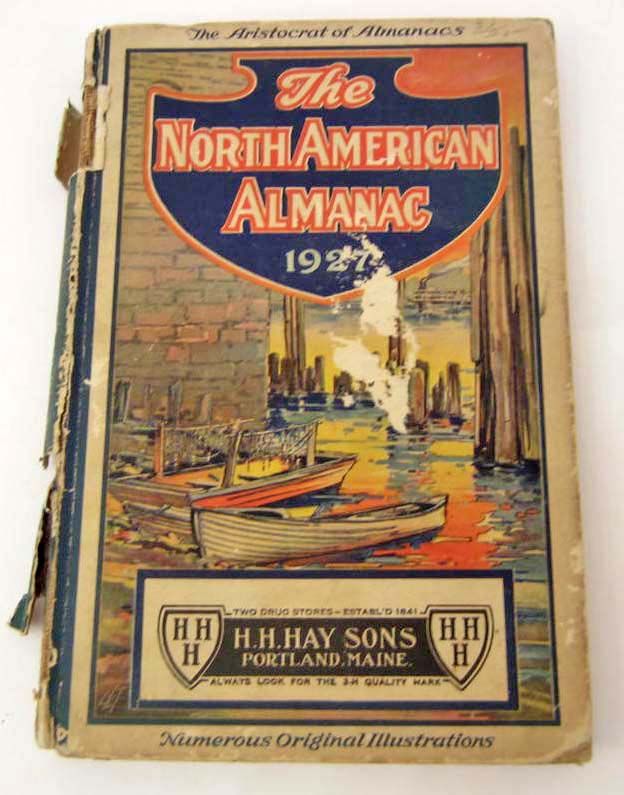 The Aristocrat of Almanacs
The
NORTH AMERICAN
ALMANAC
1927
TWO DRUG STORES - ESTABL'D 1841
H H
H
H.H.HAY SONS
PORTLAND, MAINE.
H H
H
ALWAYS LOOK FOR THE 3-H QUALITY MARK
Numerous Original Illustrations